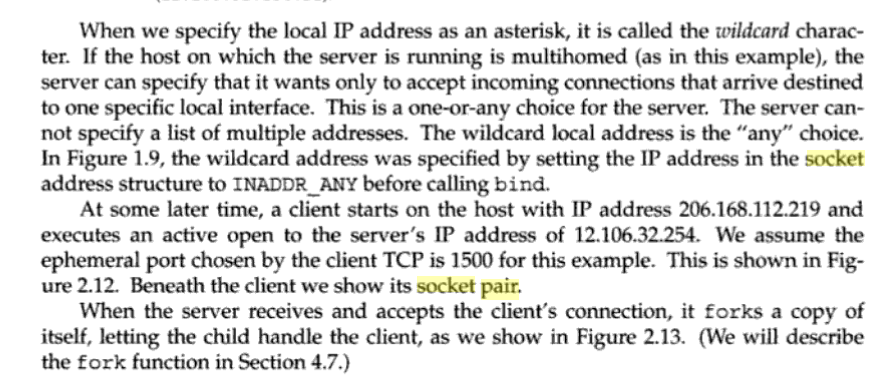 When we specify the local IP address as an asterisk, it is called the wildcard charac-
ter. If the host on which the server is running is multihomed (as in this example), the
server can specify that it wants only to accept incoming connections that arrive destined
to one specific local interface. This is a one-or-any choice for the server. The server can-
not specify a list of multiple addresses. The wildcard local address is the “any” choice.
In Figure 1.9, the wildcard address was specified by setting the IP address in the socket
address structure to INADDR_ANY before calling bind.
At some later time, a client starts on the host with IP address 206.168.112.219 and
executes an active open to the server's IP address of 12.106.32.254. We assume the
ephemeral port chosen by the client TCP is 1500 for this example. This is shown in Fig-
ure 2.12. Beneath the client we show its socket pair.
When the server receives and accepts the client's connection, it forks a copy of
itself, letting the child handle the client, as we show in Figure 2.13. (We will describe
the fork function in Section 4.7.)